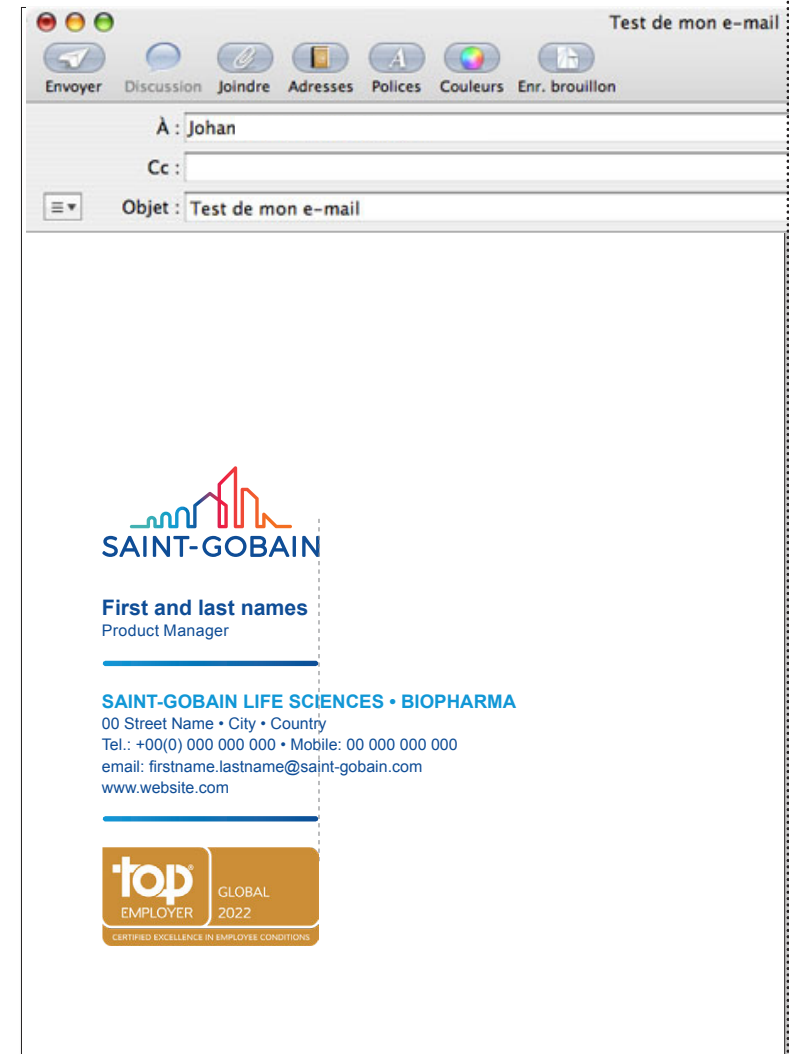 Test de mon e-mail
Envoyer Discussion Joindre Adresses Polices Couleurs Enr. brouillon
À : Johan
Cc :
Objet : Test de mon e-mail
SAINT-GOBAIN
First and last names
Product Manager
SAINT-GOBAIN LIFE SCIENCES • BIOPHARMA
00 Street Name • City • Country
Tel.: +00(0) 000 000 000 • Mobile: 00 000 000 000
email: firstname.lastname@saint-gobain.com
www.website.com
top®
EMPLOYER
GLOBAL
2022
CERTIFIED EXCELLENCE IN EMPLOYEE CONDITIONS